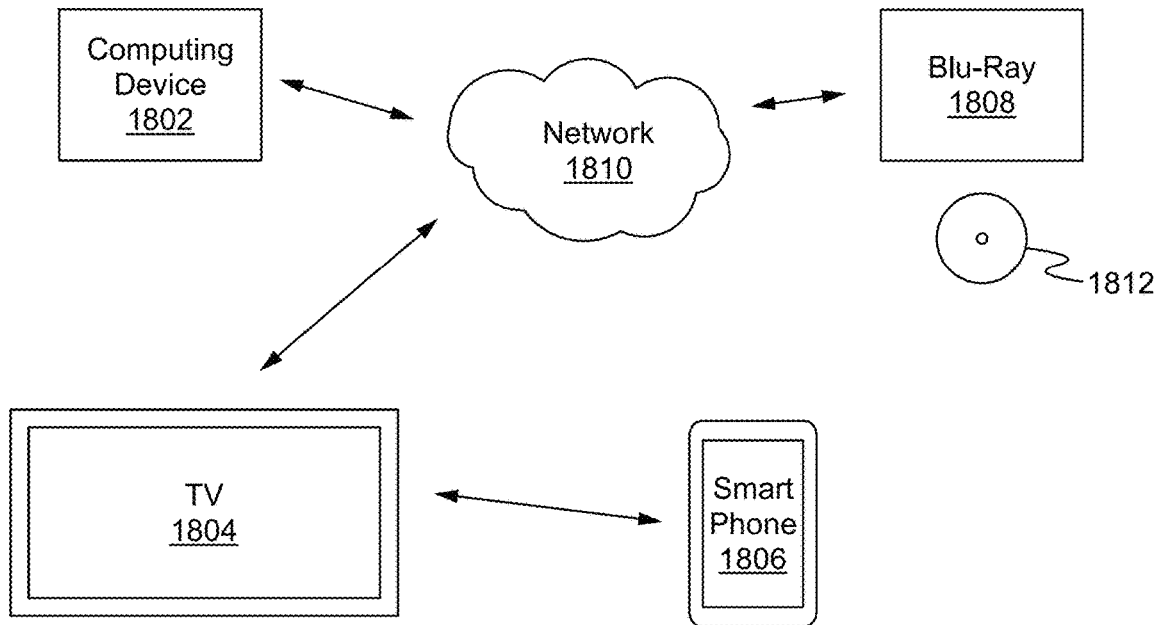 Computing
Device
1802
Network
1810
Blu-Ray
1808
1812
TV
1804
Smart
Phone
1806